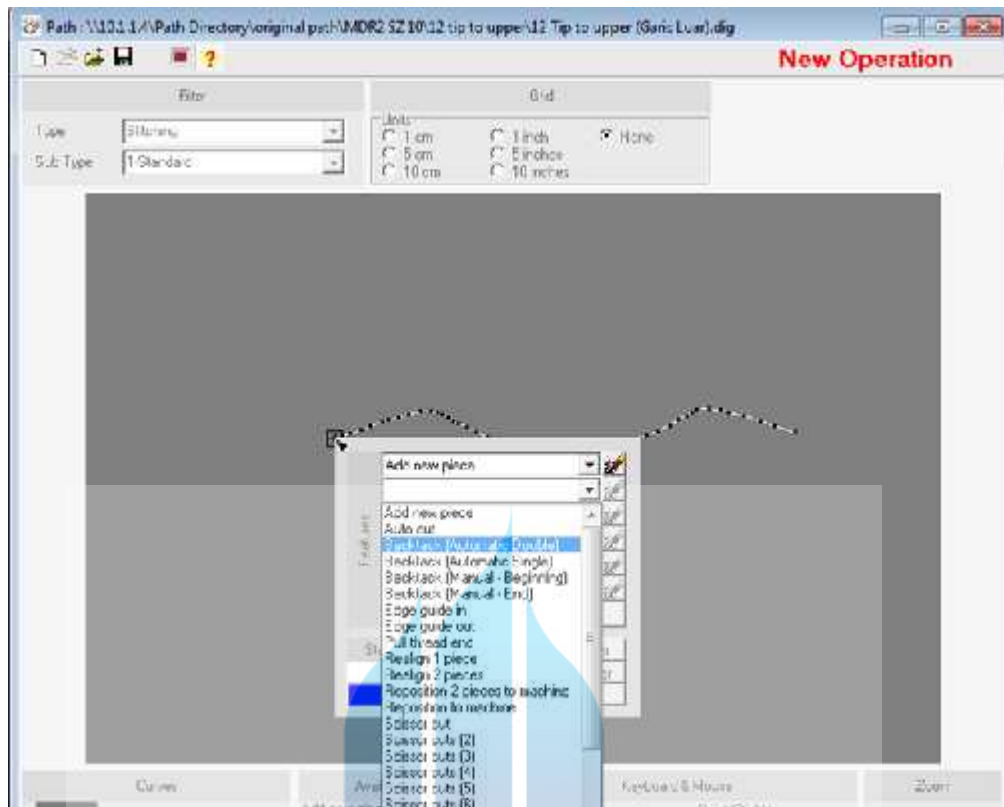 Path : \\10.1.1.4\Path Directory\original path\MDR2 SZ 10\12 tip to upper\12 Tip to upper (Garis Luar).dig
New Operation
Filter
Grid
Type
Stitching
Sub Type
1 Standard
Units
1 cm
5 cm
10 cm
1 inch
5 inches
10 inches
None
Add new piece
Add new piece
Auto cut
Backtack (Automatic Double)
Backtack (Automatic Single)
Backtack (Manual - Beginning)
Backtack (Manual - End)
Edge guide in
Edge guide out
Pull thread end
Realign 1 piece
Realign 2 pieces
Reposition 2 pieces to machine
Reposition to machine
Scissor cut
Scissor cuts (2)
Scissor cuts (3)
Scissor cuts (4)
Scissor cuts (5)
Scissor cuts (6)
Curves
Keyboard & Mouse
Zoom